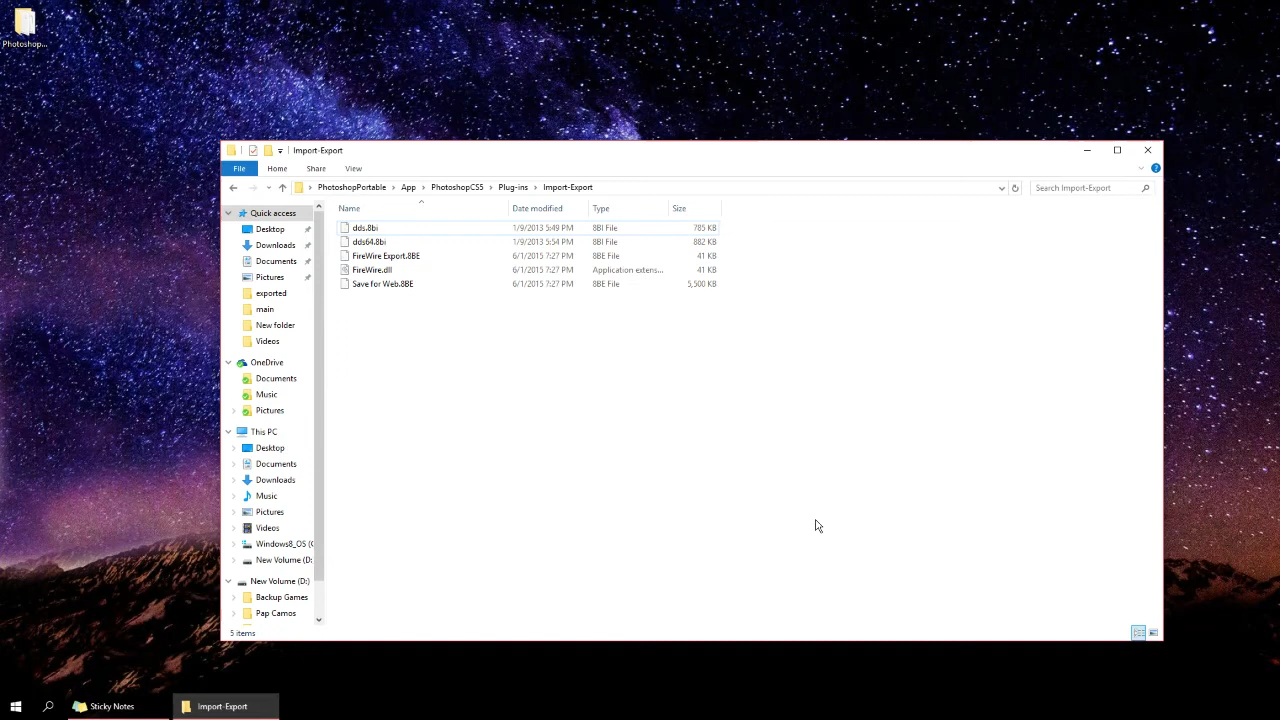 Photoshop...
Import-Export
File Home Share View
PhotoshopPortable App PhotoshopCS5 Plug-ins Import-Export Search Import-Export
Name Date modified Type Size
dds.8bi 1/9/2013 5:49 PM 8BI File 785 KB
dds64.8bi 1/9/2013 5:54 PM 8BI File 882 KB
FireWire Export.8BE 6/1/2015 7:27 PM 8BE File 41 KB
FireWire.dll 6/1/2015 7:27 PM Application extens... 41 KB
Save for Web.8BE 6/1/2015 7:27 PM 8BE File 5,500 KB
Quick access
Desktop
Downloads
Documents
Pictures
exported
main
New folder
Videos
OneDrive
Documents
Music
Pictures
This PC
Desktop
Documents
Downloads
Music
Pictures
Videos
Windows8_OS (
New Volume (D:
New Volume (D:)
Backup Games
Pap Camos
5 items
Sticky Notes Import-Export